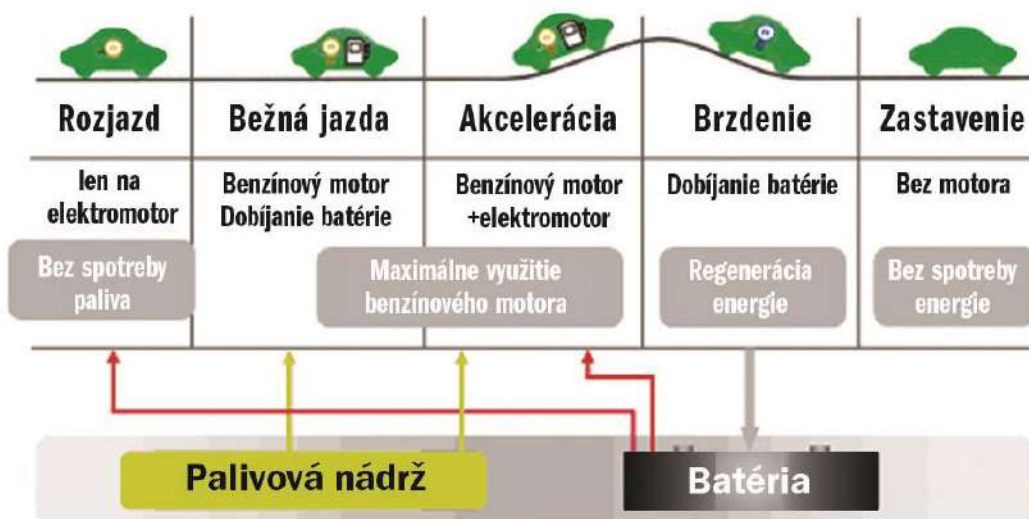 Rozjazd
Bežná jazda
Akcelerácia
Brzdenie
Zastavenie
len na
elektromotor
Benzínový motor
Dobíjanie batérie
Benzínový motor
+elektromotor
Dobíjanie batérie
Bez motora
Bez spotreby
paliva
Maximálne využitie
benzínového motora
Regenerácia
energie
Bez spotreby
energie
Palivová nádrž
Batéria